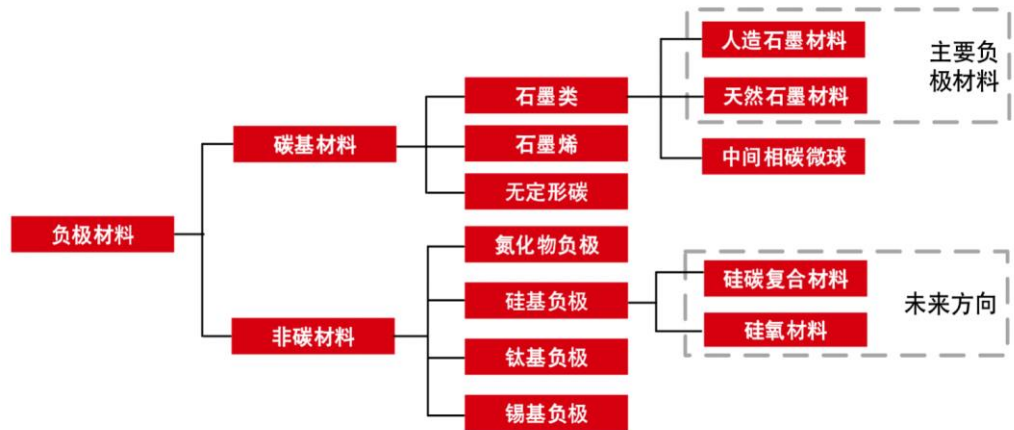 人造石墨材料
主要负
极材料
石墨类
天然石墨材料
碳基材料
石墨烯
中间相碳微球
无定形碳
负极材料
氮化物负极
硅碳复合材料
硅基负极
未来方向
硅氧材料
非碳材料
钛基负极
锡基负极